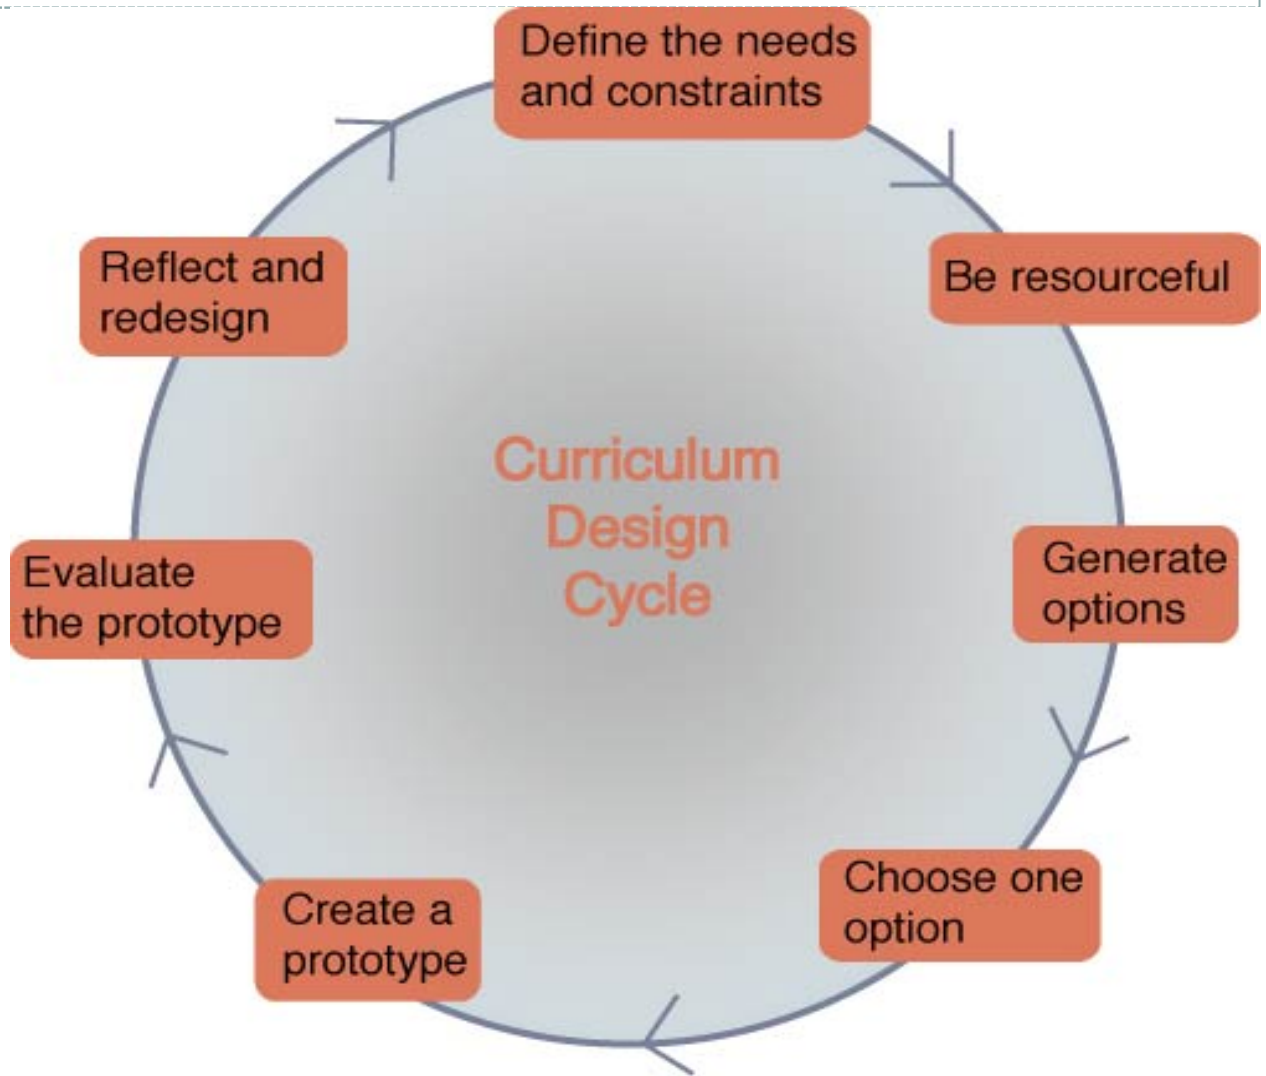 Define the needs
and constraints
Be resourceful
Generate
options
Choose one
option
Create a
prototype
Evaluate
the prototype
Reflect and
redesign
Curriculum
Design
Cycle